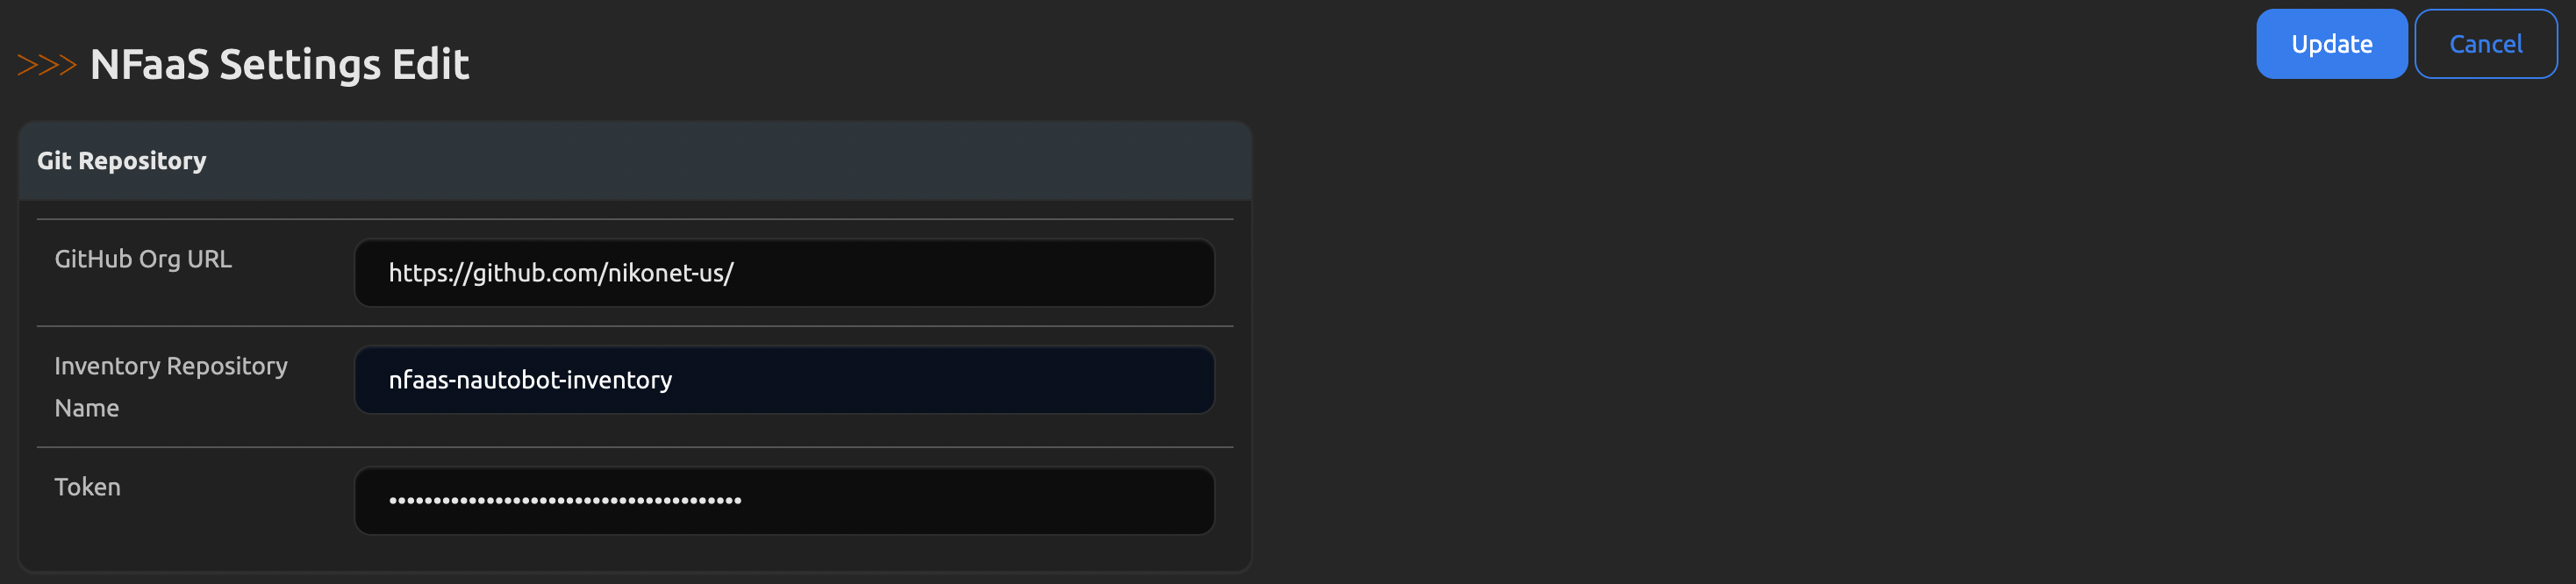 >>> NFaaS Settings Edit
Update
Cancel
Git Repository
GitHub Org URL
https://github.com/nikonet-us/
Inventory Repository
Name
nfaas-nautobot-inventory
Token
••••••••••••••••••••••••••••••••••••••••